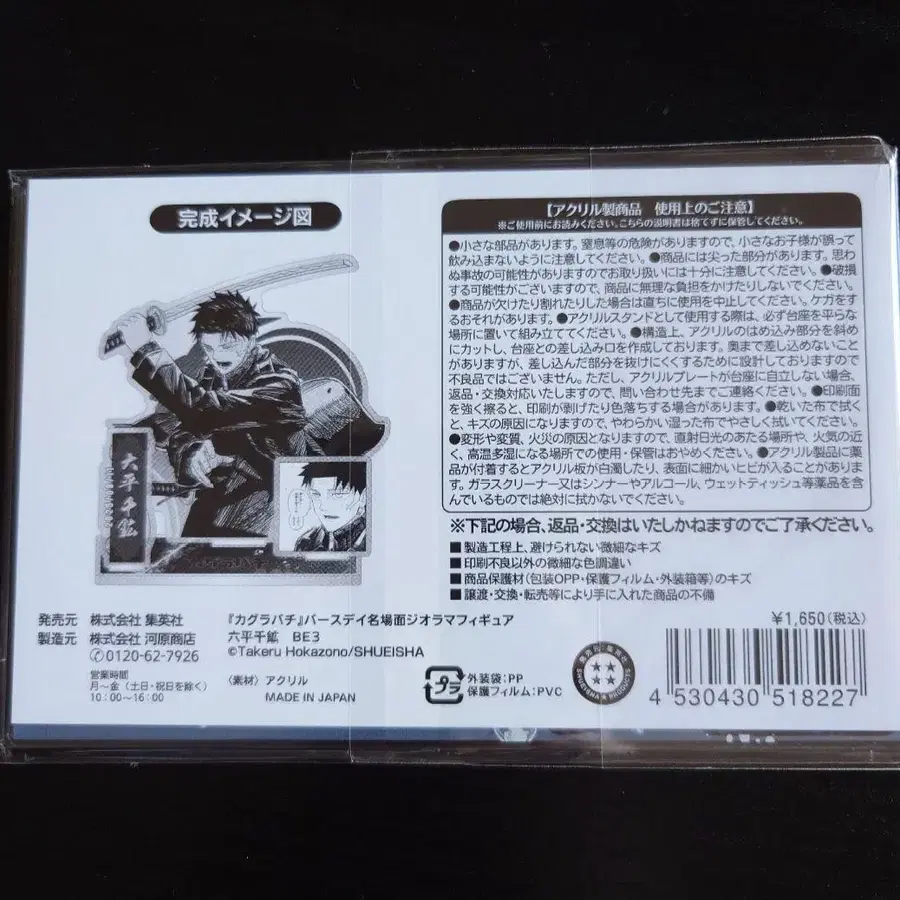 完成イメージ図
六平千鉱
【アクリル製商品 使用上のご注意】
※ご使用前にお読みください。こちらの説明書は捨てずに保管してください。
●小さな部品があります。窒息等の危険がありますので、小さなお子様が誤って
飲み込まないように注意してください。●商品には尖った部分があります。思わ
ぬ事故の可能性がありますのでお取り扱いには十分に注意してください。●破損
する可能性がございますので、商品に無理な負担をかけたりしないでください。
●商品が欠けたり割れたりした場合は直ちに使用を中止してください。ケガをす
るおそれがあります。●アクリルスタンドとして使用する際は、必ず台座を平らな
場所に置いて組み立ててください。●構造上、アクリルのはめ込み部分を斜め
にカットし、台座との差し込み口を作成しております。奥まで差し込めないこと
がありますが、差し込んだ部分を抜けにくくするために設計しておりますので
不良品ではございません。ただし、アクリルプレートが台座に自立しない場合、
返品・交換対応いたしますので、問い合わせ先までご連絡ください。●印刷面
を強く擦ると、印刷が剥げたり色落ちする場合があります。●乾いた布で拭く
と、キズの原因になりますので、やわらかい湿った布でやさしく拭いてください。
●変形や変質、火災の原因となりますので、直射日光のあたる場所や、火気の近
く、高温多湿になる場所での使用・保管はおやめください。●アクリル製品に薬
品が付着するとアクリル板が白濁したり、表面に細かいヒビが入ることがありま
す。ガラスクリーナー又はシンナーやアルコール、ウェットティッシュ等薬品を含
んでいるものでは絶対に拭かないでください。
※下記の場合、返品・交換はいたしかねますのでご了承ください。
■製造工程上、避けられない微細なキズ
■印刷不良以外の微細な色調違い
■商品保護材(包装OPP・保護フィルム・外装箱等)のキズ
■譲渡・交換・転売等により手に入れた商品の不備
発売元 株式会社 集英社
製造元 株式会社 河原商店
0120-62-7926
営業時間
月～金(土日・祝日を除く)
10:00～16:00
『カグラバチ』バースデイ名場面ジオラマフィギュア
六平千鉱 BE3
©Takeru Hokazono/SHUEISHA
〈素材〉アクリル
MADE IN JAPAN
プラ
外装袋:PP
保護フィルム:PVC
¥1,650(税込)
4 530430 518227